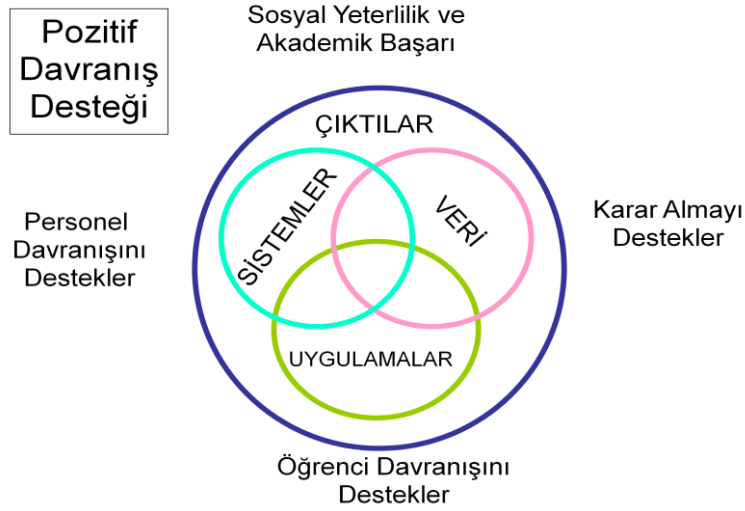 Pozitif
Davranış
Desteği
Sosyal Yeterlilik ve
Akademik Başarı
ÇIKTILAR
SİSTEMLER
VERİ
Personel
Davranışını
Destekler
Karar Almayı
Destekler
UYGULAMALAR
Öğrenci Davranışını
Destekler